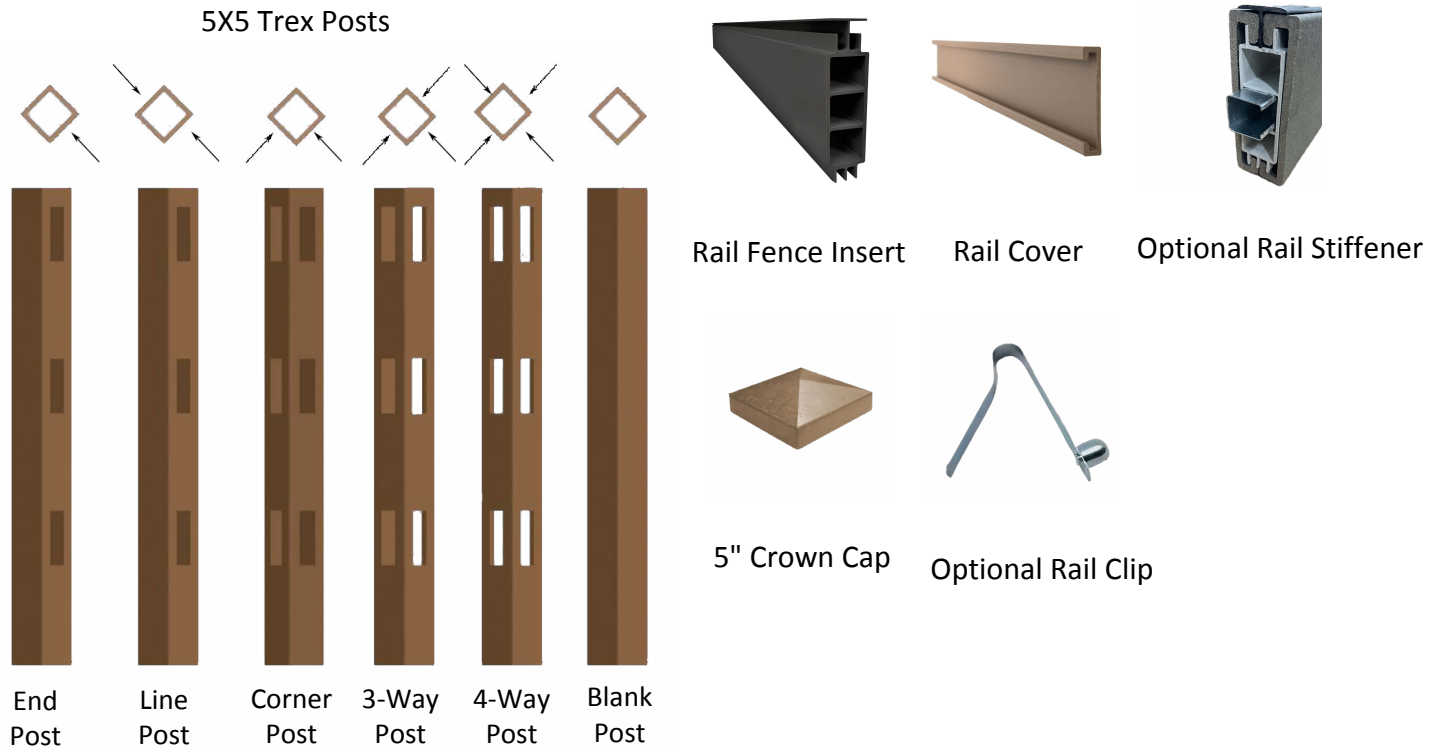 5X5 Trex Posts
End
Post
Line
Post
Corner
Post
3-Way
Post
4-Way
Post
Blank
Post
Rail Fence Insert
Rail Cover
Optional Rail Stiffener
5" Crown Cap
Optional Rail Clip